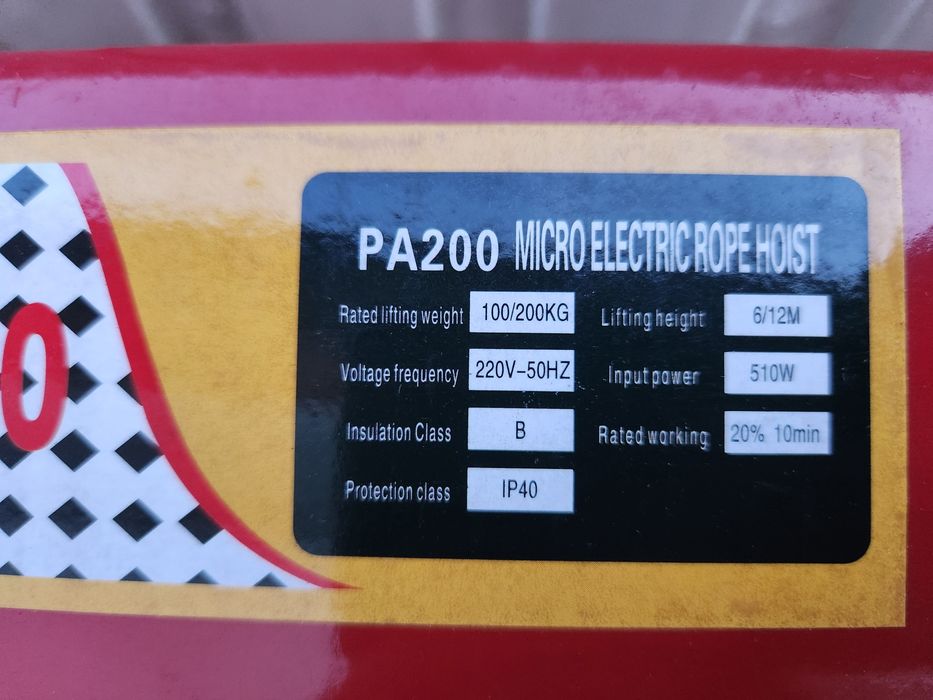 0
PA200 MICRO ELECTRIC ROPE HOIST
Rated lifting weight 100/200KG Lifting height 6/12M
Voltage frequency 220V-50HZ Input power 510W
Insulation Class B Rated working 20% 10min
Protection class IP40